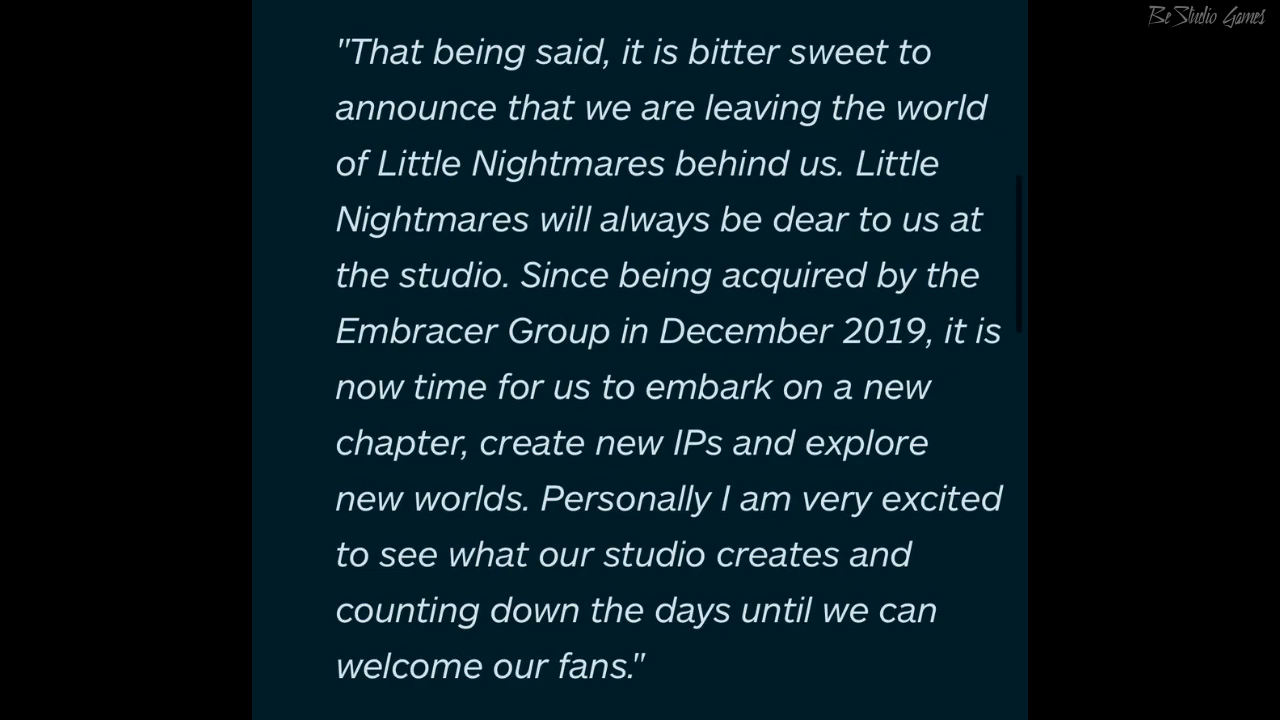 Be Studio Games
"That being said, it is bitter sweet to
announce that we are leaving the world
of Little Nightmares behind us. Little
Nightmares will always be dear to us at
the studio. Since being acquired by the
Embracer Group in December 2019, it is
now time for us to embark on a new
chapter, create new IPs and explore
new worlds. Personally I am very excited
to see what our studio creates and
counting down the days until we can
welcome our fans."